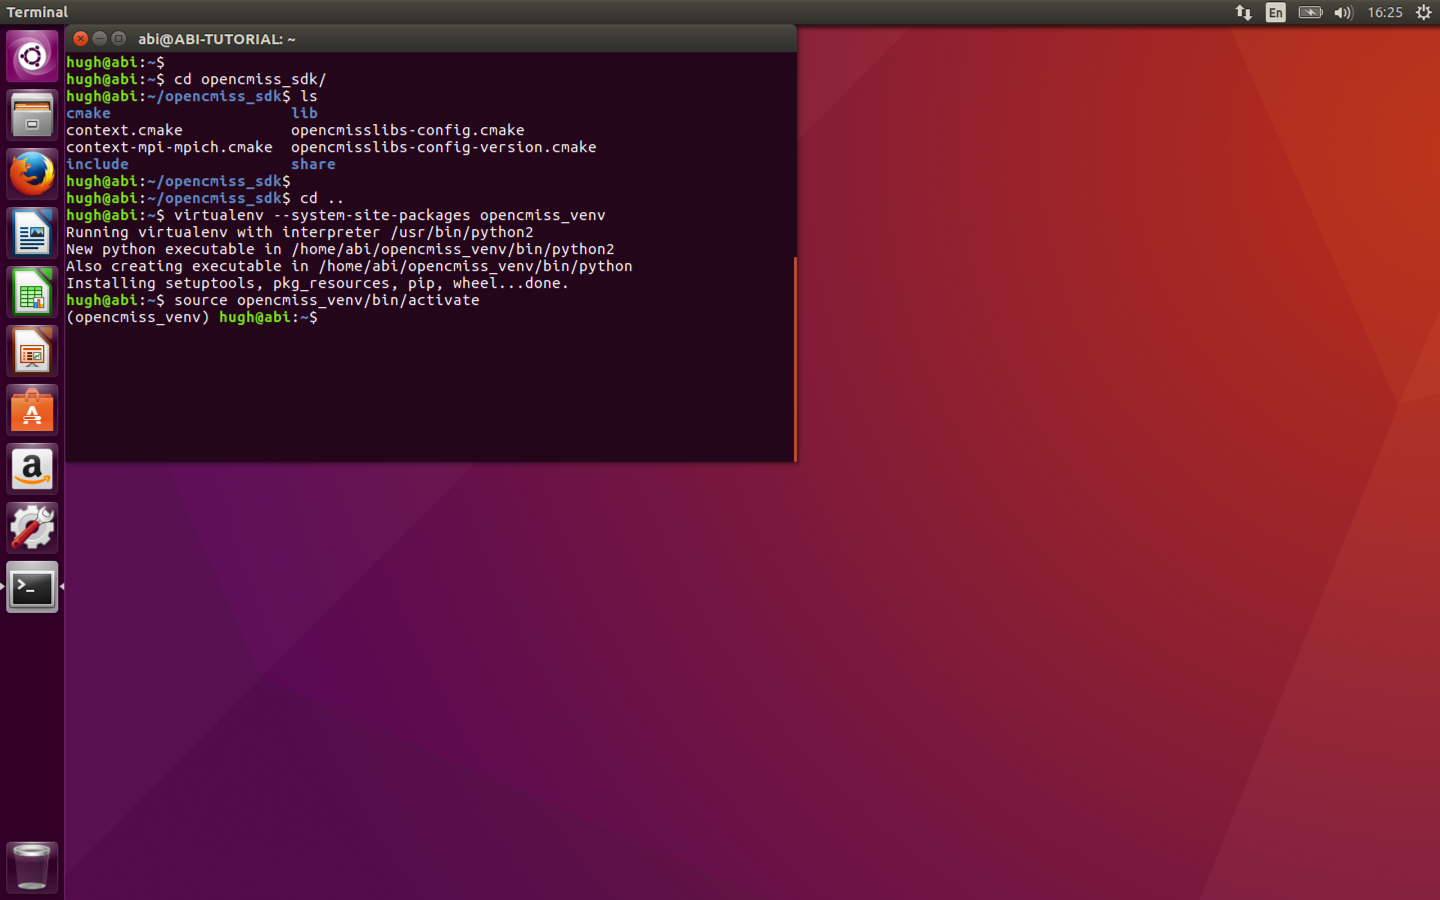 Terminal
En
16:25
abi@ABI-TUTORIAL: ~
hugh@abi:~$
hugh@abi:~$ cd opencmiss_sdk/
hugh@abi:~/opencmiss_sdk$ ls
cmake lib
context.cmake opencmisslibs-config.cmake
context-mpi-mpich.cmake opencmisslibs-config-version.cmake
include share
hugh@abi:~/opencmiss_sdk$
hugh@abi:~/opencmiss_sdk$ cd ..
hugh@abi:~$ virtualenv --system-site-packages opencmiss_venv
Running virtualenv with interpreter /usr/bin/python2
New python executable in /home/abi/opencmiss_venv/bin/python2
Also creating executable in /home/abi/opencmiss_venv/bin/python
Installing setuptools, pkg_resources, pip, wheel...done.
hugh@abi:~$ source opencmiss_venv/bin/activate
(opencmiss_venv) hugh@abi:~$